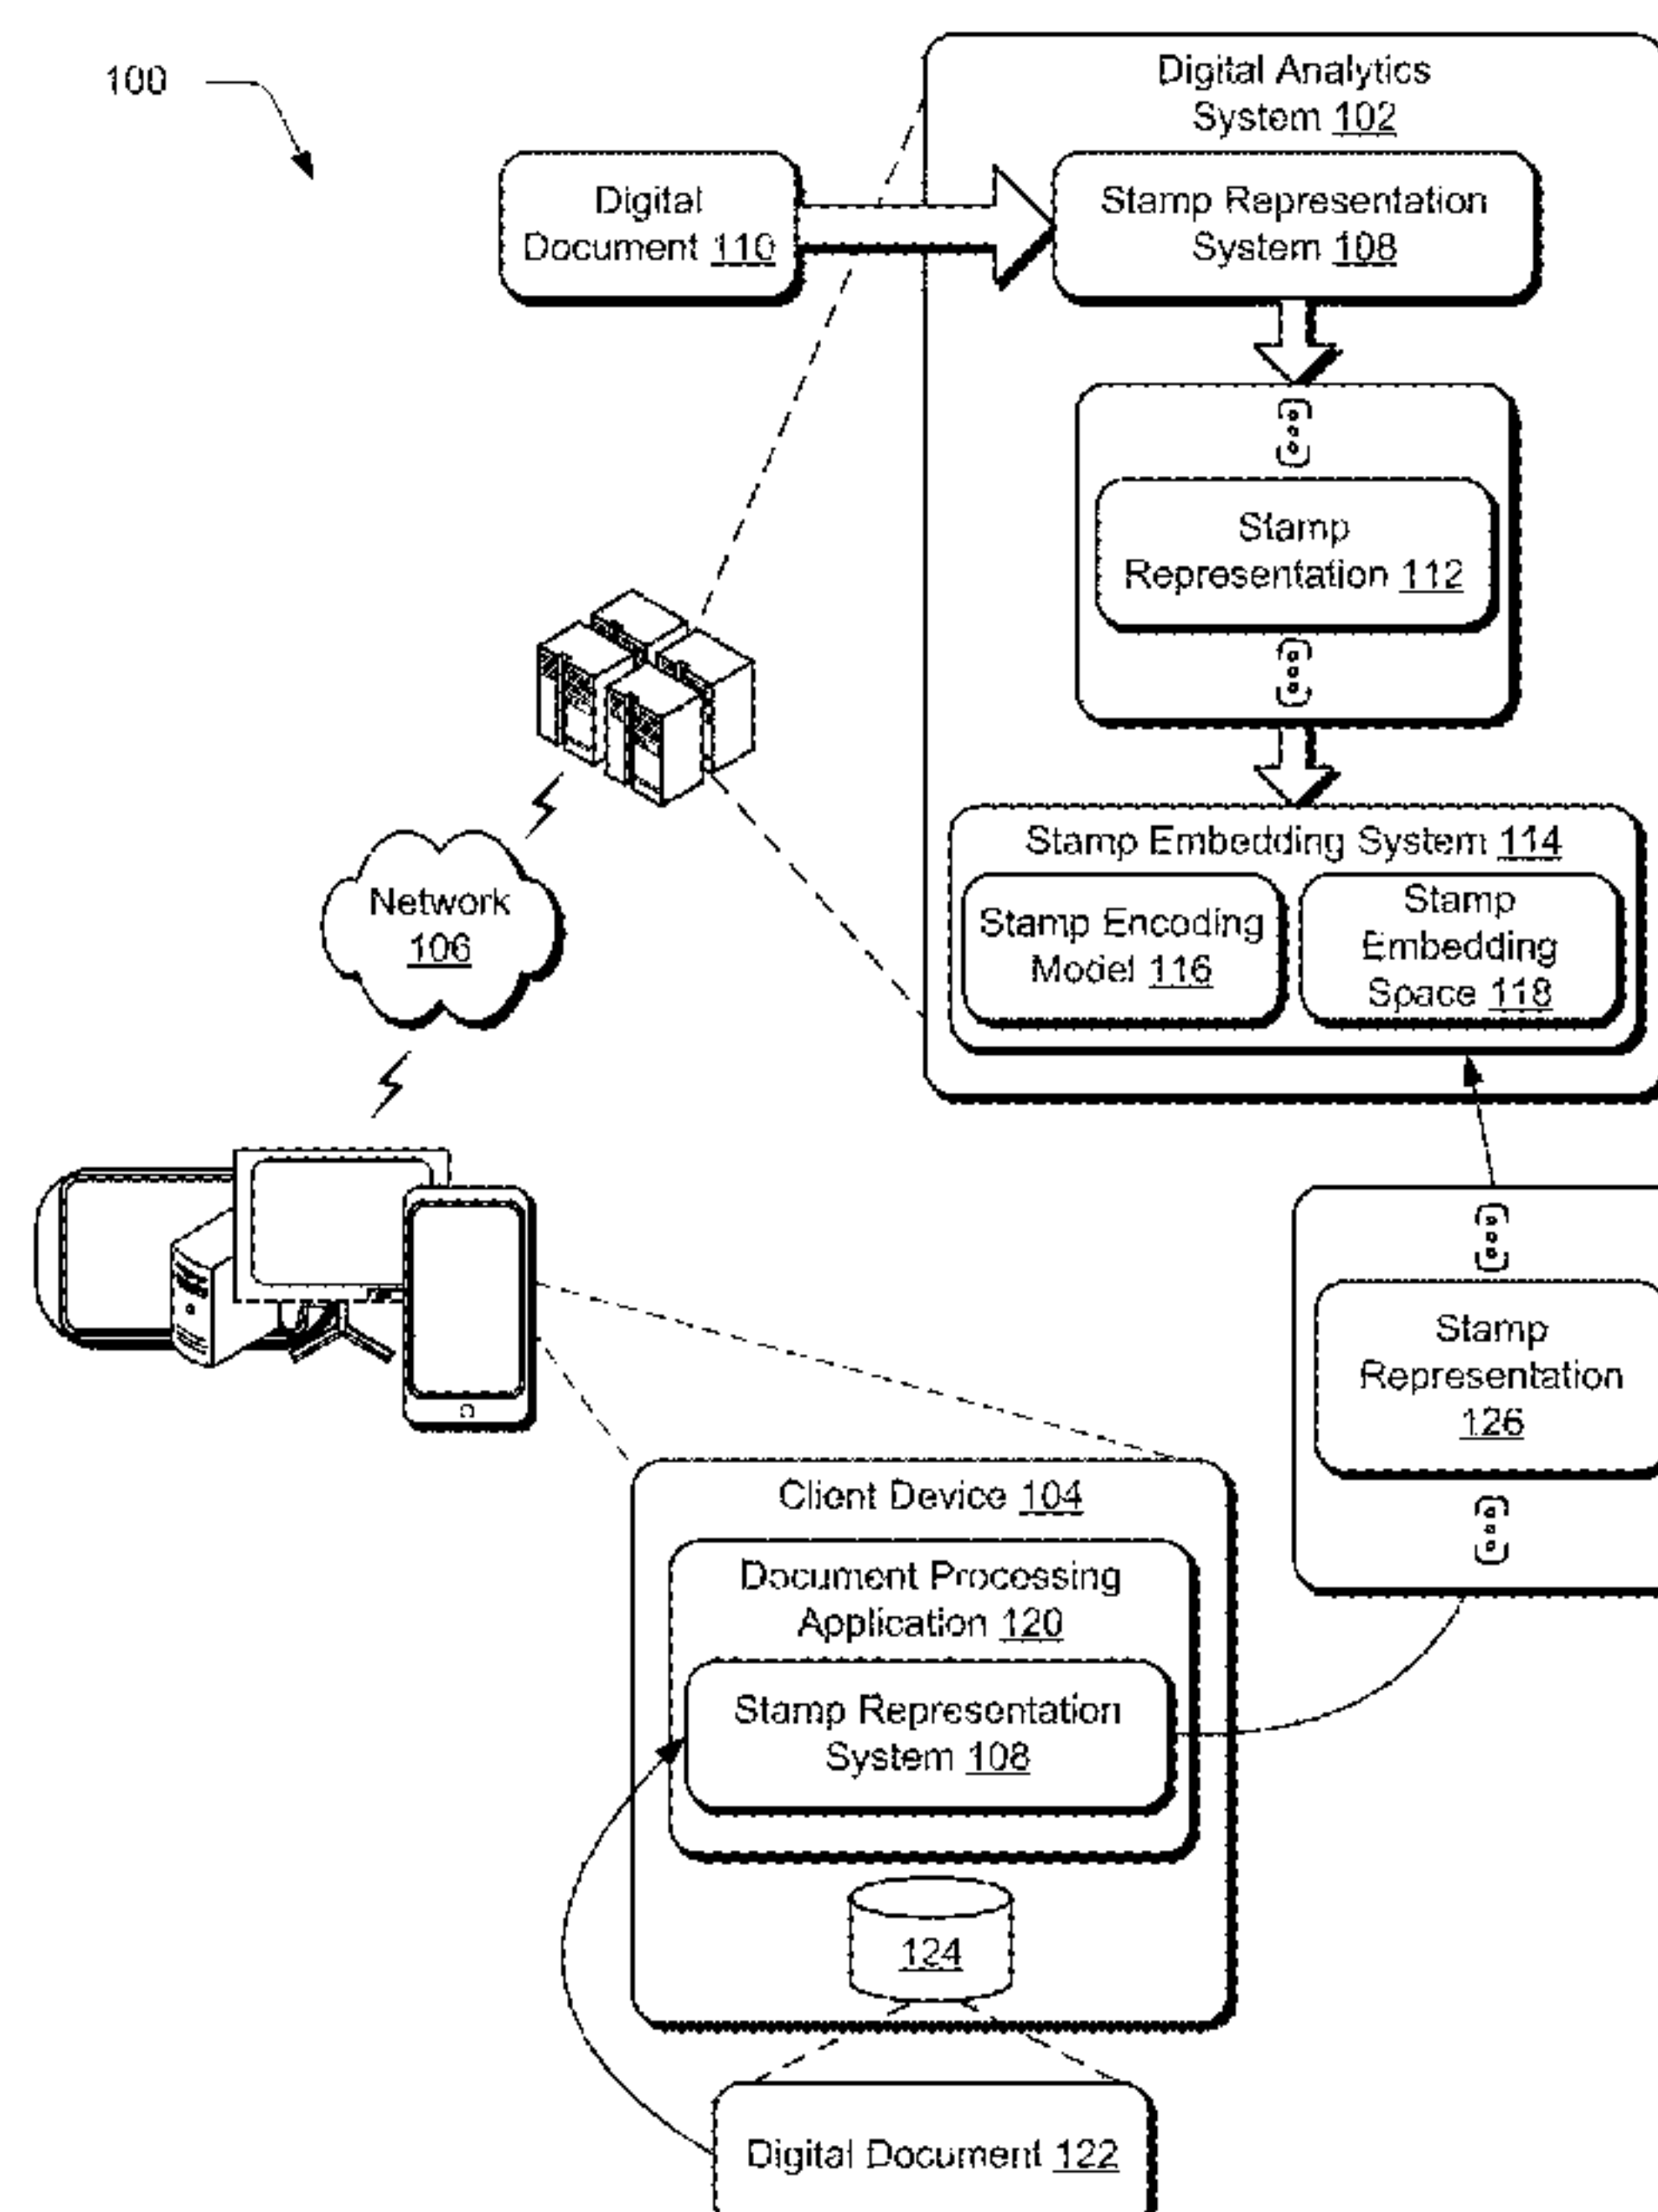 100
Digital Analytics
System 102
Digital
Document 110
Stamp Representation
System 108
Stamp
Representation 112
Stamp Embedding System 114
Stamp Encoding
Model 116
Stamp
Embedding
Space 118
Network
106
Stamp
Representation
126
Client Device 104
Document Processing
Application 120
Stamp Representation
System 108
124
Digital Document 122